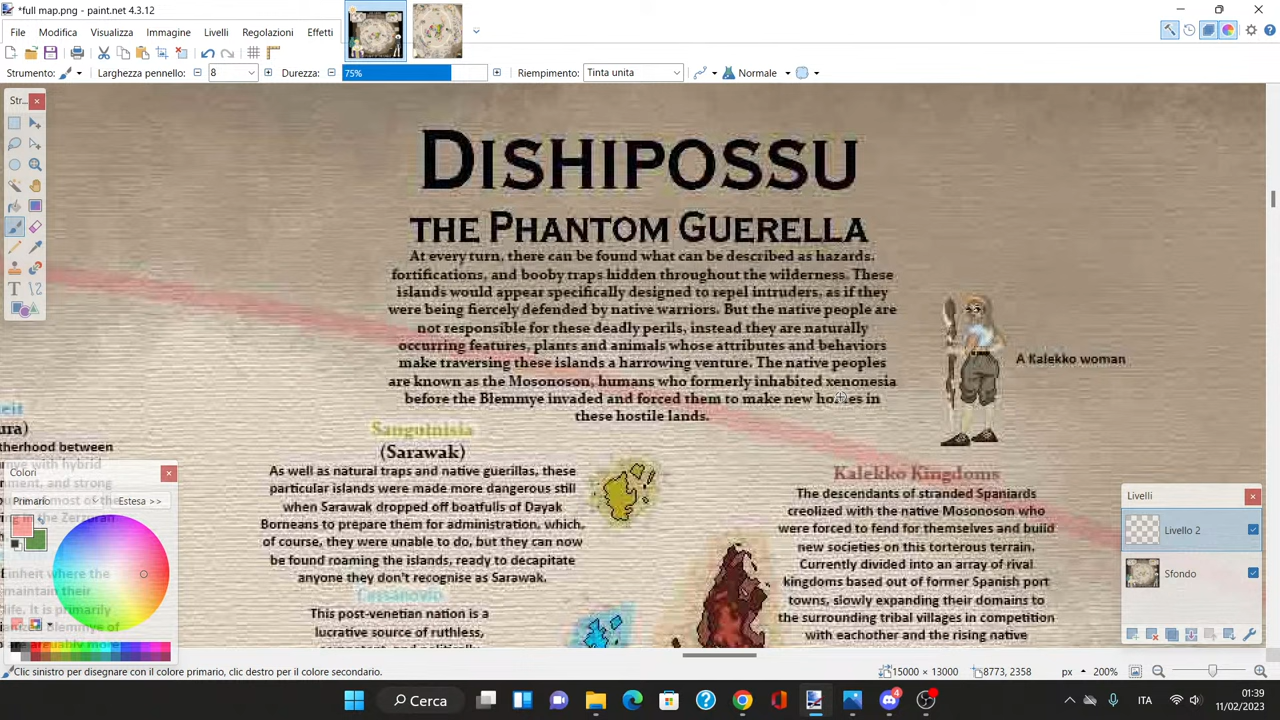 *full map.png - paint.net 4.3.12
File Modifica Visualizza Immagine Livelli Regolazioni Effetti
Strumento: Larghezza pennello: 8 Durezza: 75% Riempimento: Tinta unita Normale
Str...
DISHIPOSSU
THE PHANTOM GUERELLA
At every turn, there can be found what can be described as hazards,
fortifications, and booby traps hidden throughout the wilderness. These
islands would appear specifically designed to repel intruders, as if they
were being fiercely defended by native warriors. But the native people are
not responsible for these deadly perils, instead they are naturally
occurring features, plants and animals whose attributes and behaviors
make traversing these islands a harrowing venture. The native peoples
are known as the Mosonoson, humans who formerly inhabited xenonesia
before the Blemmye invaded and forced them to make new homes in
these hostile lands.
A Kalekko woman
Sanguinisia
(Sarawak)
As well as natural traps and native guerillas, these
particular islands were made more dangerous still
when Sarawak dropped off boatfulls of Dayak
Borneans to prepare them for administration, which,
of course, they were unable to do, but they can now
be found roaming the islands, ready to decapitate
anyone they don't recognise as Sarawak.
This post-venetian nation is a
lucrative source of ruthless,
Kalekko Kingdoms
The descendants of stranded Spaniards
creolized with the native Mosonoson who
were forced to fend for themselves and build
new societies on this torterous terrain.
Currently divided into an array of rival
kingdoms based out of former Spanish port
towns, slowly expanding their domains to
the surrounding tribal villages in competition
with eachother and the rising native
ura)
therhood between
Colori
Primario Estesa >>
Einheit where the
Livelli
Livello 2
Sfondo
Clic sinistro per disegnare con il colore primario, clic destro per il colore secondario.
15000 × 13000 8773, 2358 px 200%
Cerca
4
ITA
01:39
11/02/2023